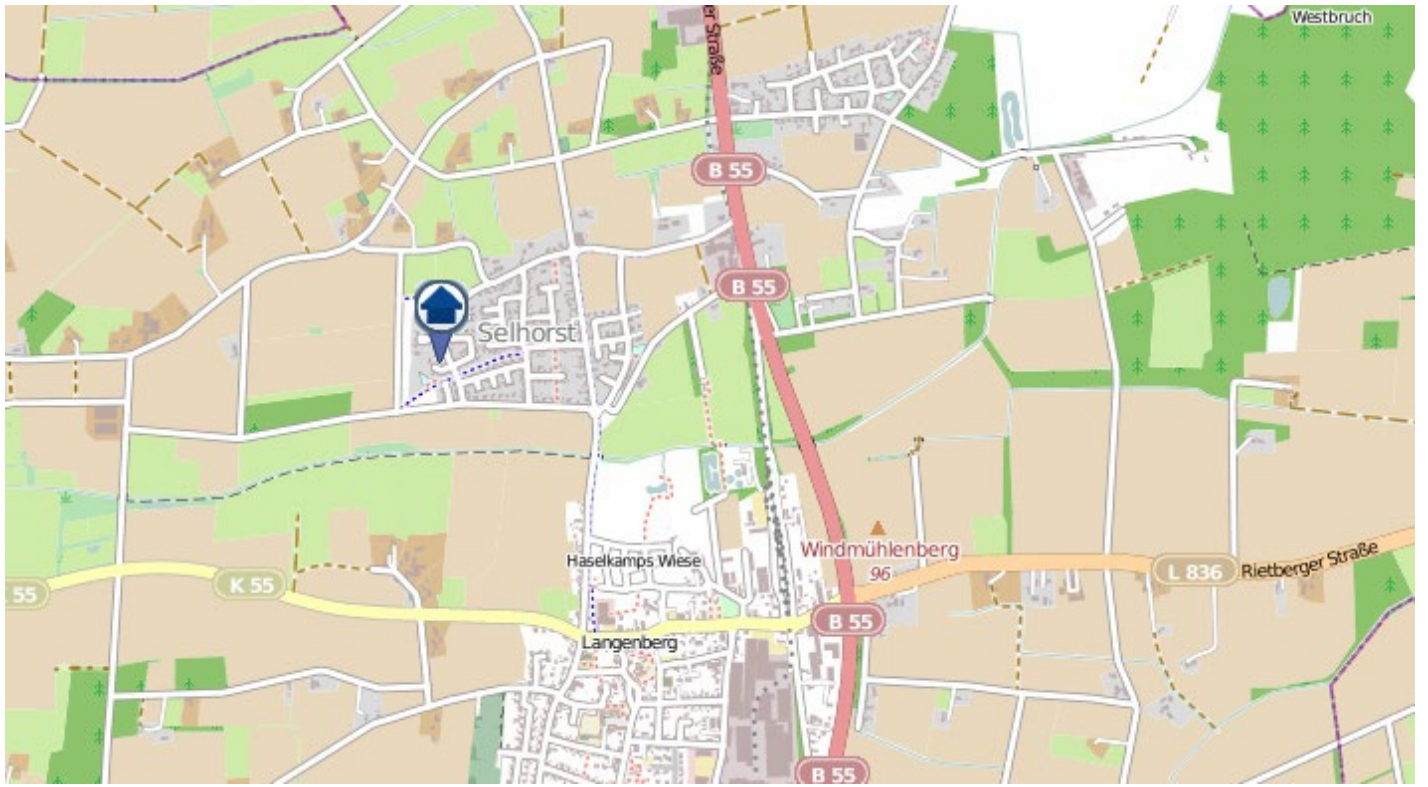 Westbruch
er Straße
B 55
B 55
Selhorst
Windmühlenberg
96
Haselkamps Wiese
L 836
Rietberger Straße
55
K 55
B 55
Langenberg
B 55